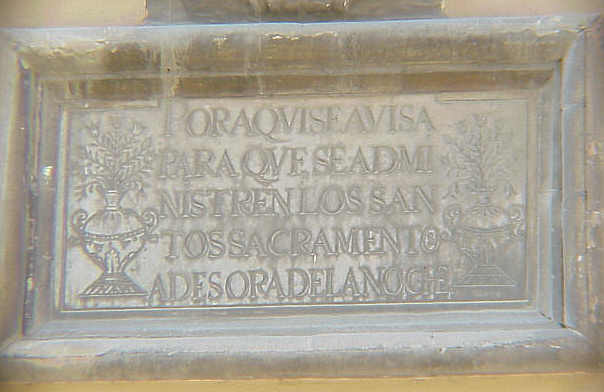 PORAQVISEAVISA
PARAQVESEADMI
NISTRENLOSSAN
TOSSACRAMENTO
ADESORADELANOCHE